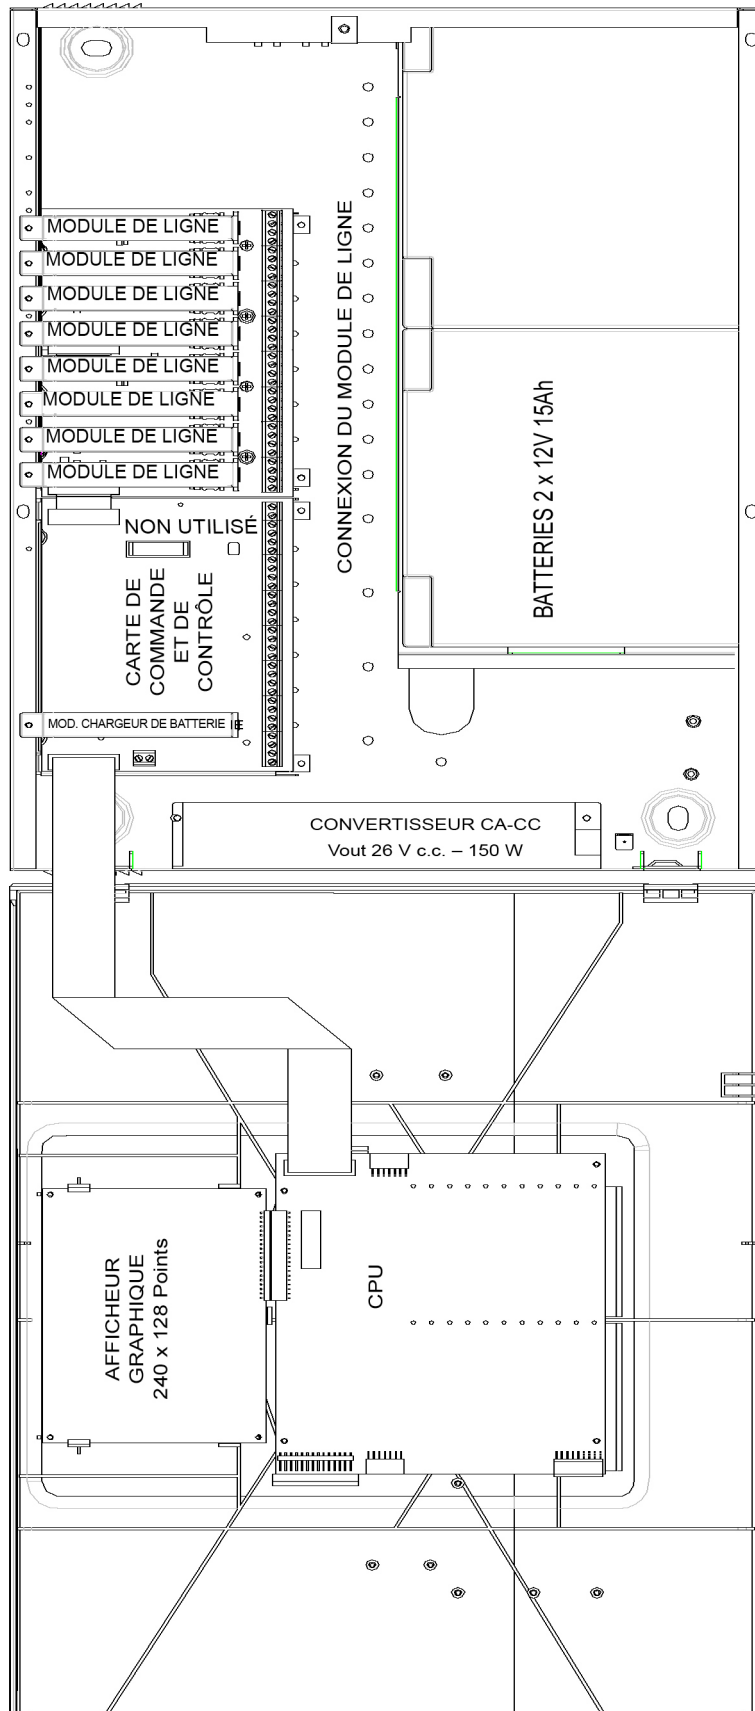 MODULE DE LIGNE
MODULE DE LIGNE
MODULE DE LIGNE
MODULE DE LIGNE
MODULE DE LIGNE
MODULE DE LIGNE
MODULE DE LIGNE
MODULE DE LIGNE
CONNEXION DU MODULE DE LIGNE
BATTERIES 2 x 12V 15Ah
NON UTILISÉ
CARTE DE
COMMANDE
ET DE
CONTRÔLE
MOD. CHARGEUR DE BATTERIE
CONVERTISSEUR CA-CC
Vout 26 V c.c. – 150 W
AFFICHEUR
GRAPHIQUE
240 x 128 Points
CPU